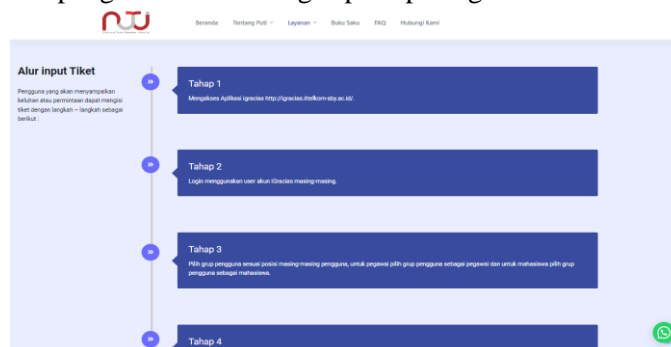 Beranda Tentang Puti Layanan Buku Saku FAQ Hubungi Kami
Alur input Tiket
Pengguna yang akan menyampaikan
keluhan atau permintaan dapat mengisi
tiket dengan langkah – langkah sebagai
berikut :
Tahap 1
Mengakses Aplikasi Igracias http://igracias.ittelkom-sby.ac.id/.
Tahap 2
Login menggunakan user akun iGracias masing-masing.
Tahap 3
Pilih grup pengguna sesuai posisi masing-masing pengguna, untuk pegawai pilih grup pengguna sebagai pegawai dan untuk mahasiswa pilih grup
pengguna sebagai mahasiswa.
Tahap 4